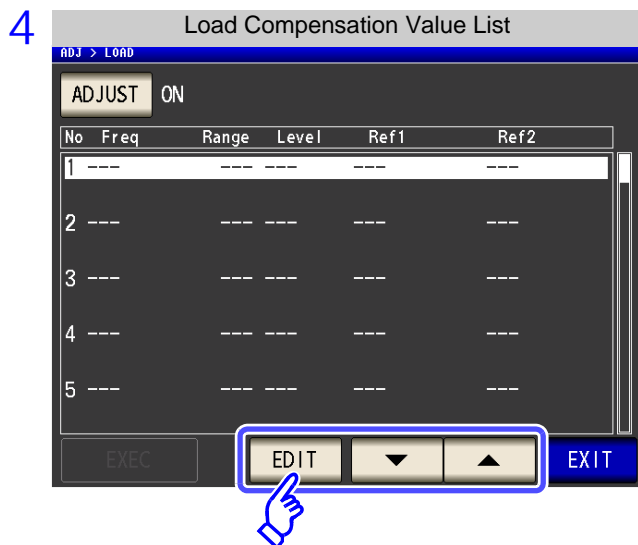 4 Load Compensation Value List
ADJ > LOAD
ADJUST ON
No Freq Range Level Ref1 Ref2
1 --- --- --- --- ---
2 --- --- --- --- ---
3 --- --- --- --- ---
4 --- --- --- --- ---
5 --- --- --- --- ---
EXEC EDIT ▼ ▲ EXIT